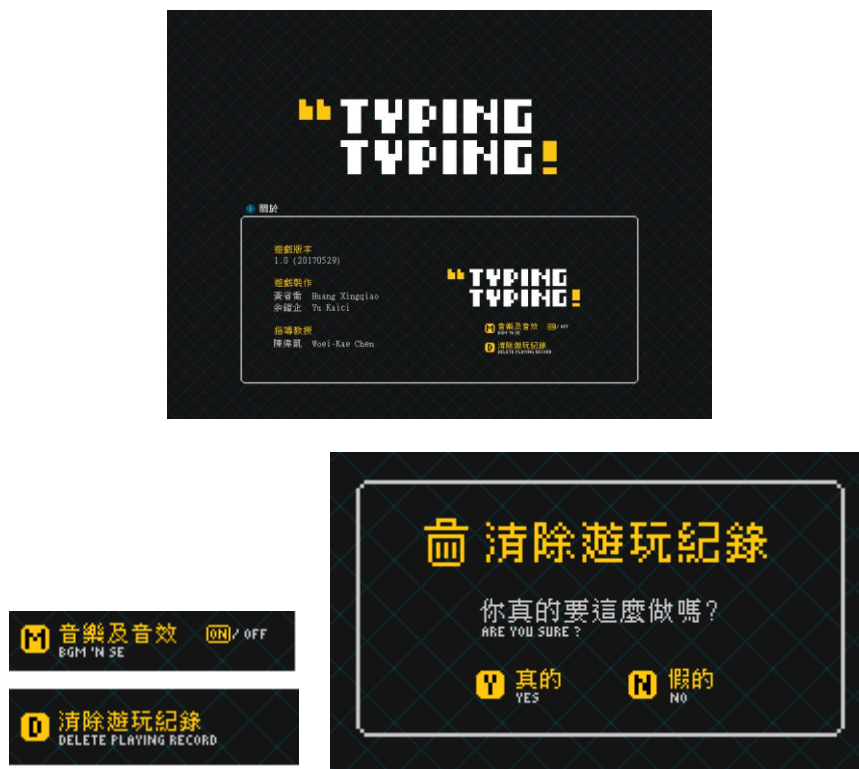 TYPING
TYPING!
關於
遊戲版本
1.0 (20170529)
遊戲製作
黃省喬 Huang Xingqiao
余鎧企 Yu Kaici
指導教授
陳偉凱 Woei-Kae Chen
TYPING
TYPING!
M 音樂及音效 ON / OFF
BGM 'N SE
D 清除遊玩紀錄
DELETE PLAYING RECORD
清除遊玩紀錄
你真的要這麼做嗎?
ARE YOU SURE ?
Y 真的 N 假的
YES NO
M 音樂及音效 ON / OFF
BGM 'N SE
D 清除遊玩紀錄
DELETE PLAYING RECORD